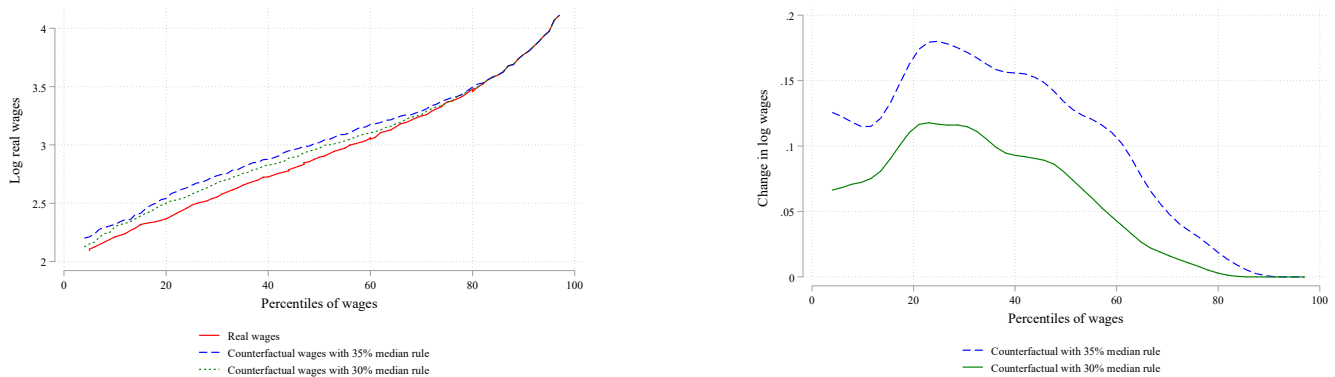 Log real wages
4
3.5
3
2.5
2
0
20
40
60
80
100
Percentiles of wages
Real wages
Counterfactual wages with 35% median rule
Counterfactual wages with 30% median rule
Change in log wages
.2
.15
.1
.05
0
0
20
40
60
80
100
Percentiles of wages
Counterfactual with 35% median rule
Counterfactual with 30% median rule